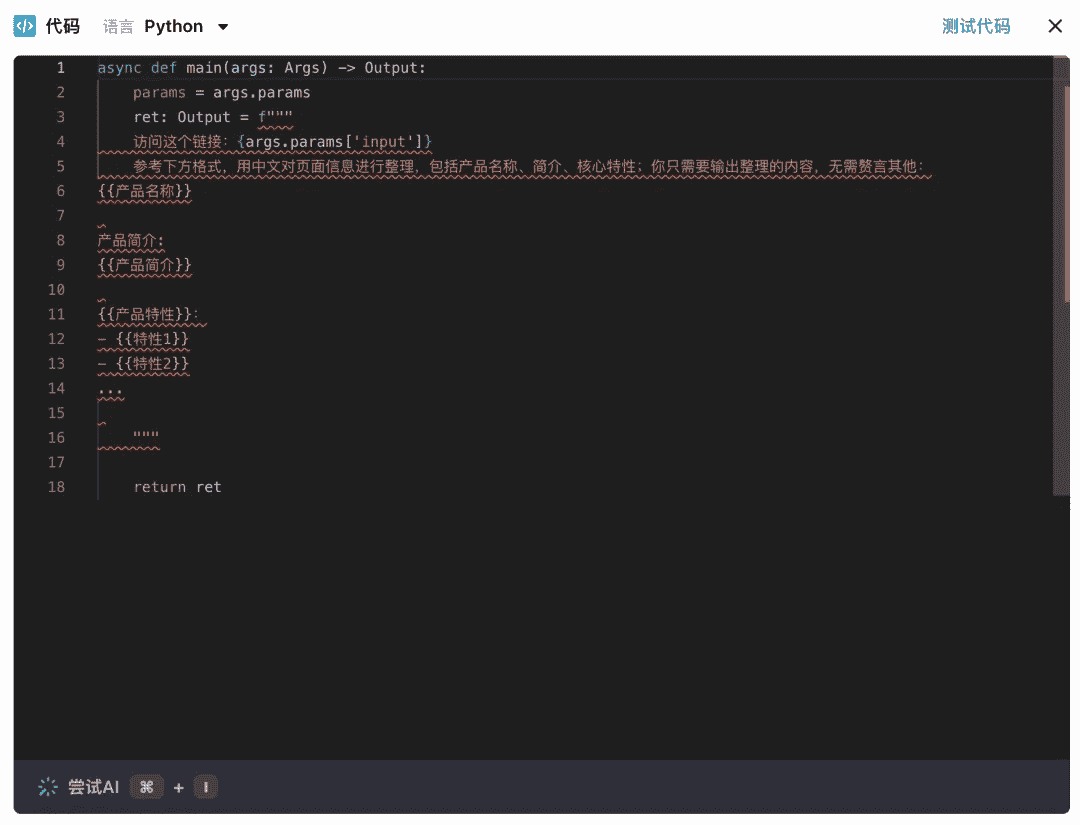 代码 语言 Python 测试代码
1 async def main(args: Args) -> Output:
2     params = args.params
3     ret: Output = f"""
4     访问这个链接：{args.params['input']}
5     参考下方格式，用中文对页面信息进行整理，包括产品名称、简介、核心特性；你只需要输出整理的内容，无需赘言其他：
6 {{产品名称}}
7
8 产品简介:
9 {{产品简介}}
10
11 {{产品特性}}：
12 - {{特性1}}
13 - {{特性2}}
14 ...
15
16     """
17
18     return ret
尝试AI ⌘ + I